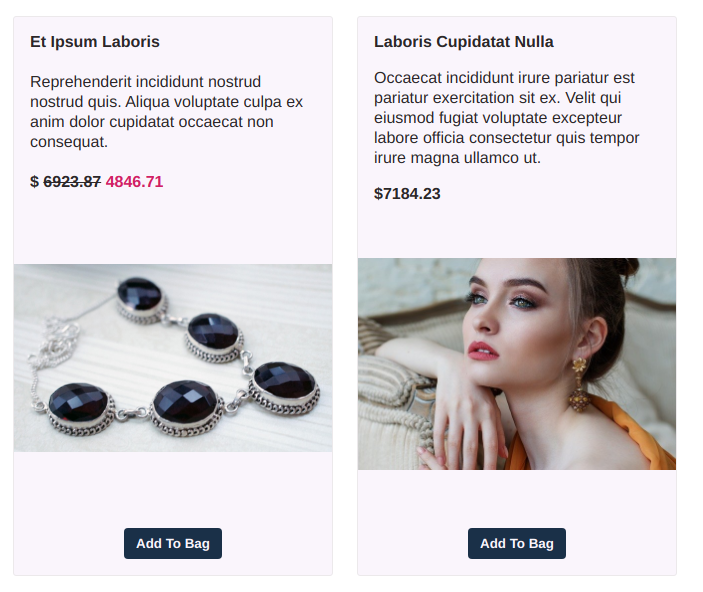 Et Ipsum Laboris
Reprehenderit incididunt nostrud
nostrud quis. Aliqua voluptate culpa ex
anim dolor cupidatat occaecat non
consequat.
$ 6923.87 4846.71
Add To Bag
Laboris Cupidatat Nulla
Occaecat incididunt irure pariatur est
pariatur exercitation sit ex. Velit qui
eiusmod fugiat voluptate excepteur
labore officia consectetur quis tempor
irure magna ullamco ut.
$7184.23
Add To Bag